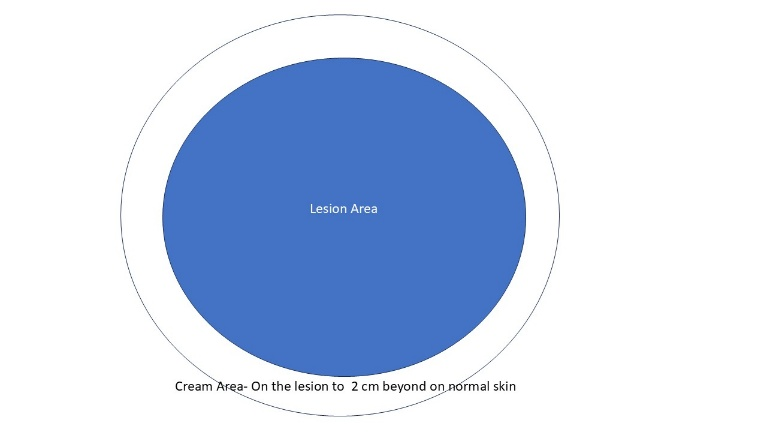 Lesion Area
Cream Area- On the lesion to  2 cm beyond on normal skin